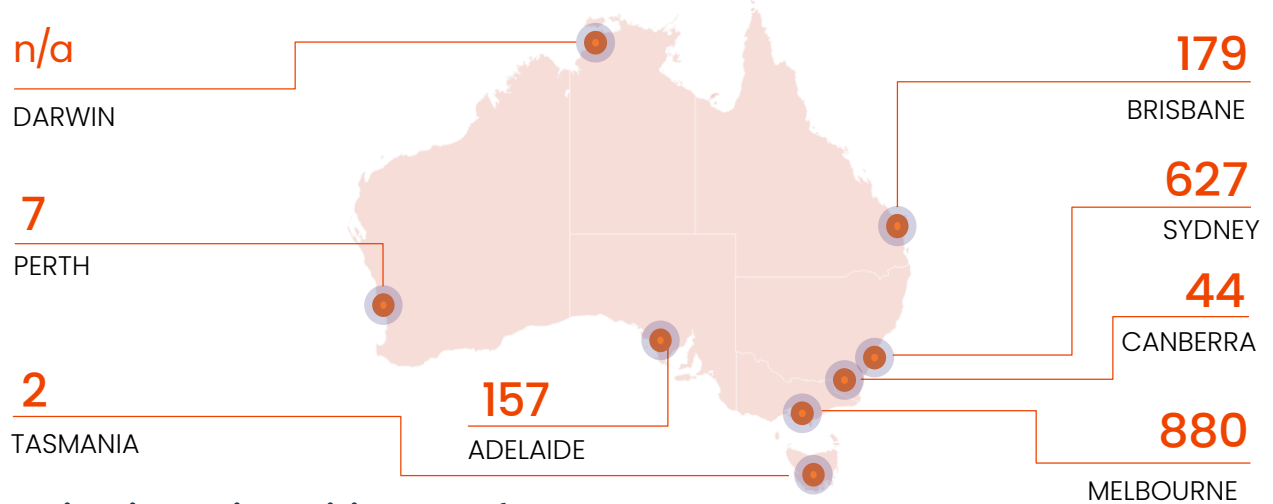 n/a
DARWIN
7
PERTH
2
TASMANIA
157
ADELAIDE
179
BRISBANE
627
SYDNEY
44
CANBERRA
880
MELBOURNE